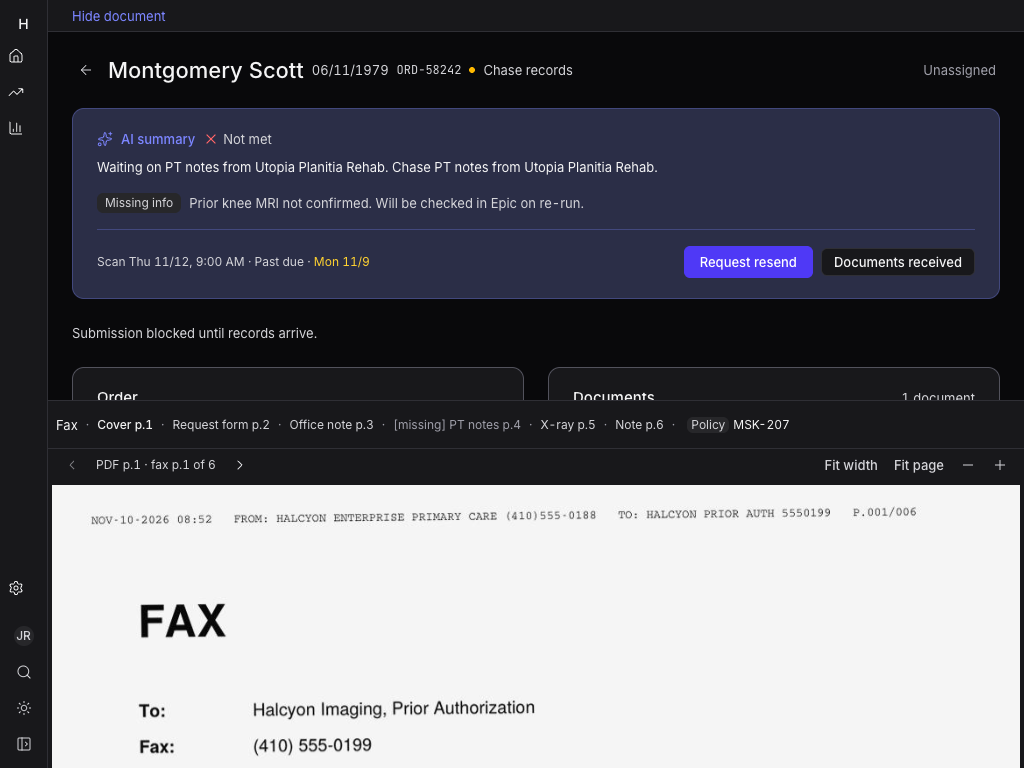 H
Hide document
Montgomery Scott 06/11/1979 ORD-58242 Chase records Unassigned
AI summary Not met
Waiting on PT notes from Utopia Planitia Rehab. Chase PT notes from Utopia Planitia Rehab.
Missing info Prior knee MRI not confirmed. Will be checked in Epic on re-run.
Scan Thu 11/12, 9:00 AM · Past due · Mon 11/9 Request resend Documents received
Submission blocked until records arrive.
Order
Documents 1 document
Fax · Cover p.1 · Request form p.2 · Office note p.3 · [missing] PT notes p.4 · X-ray p.5 · Note p.6 · Policy MSK-207
PDF p.1 · fax p.1 of 6 Fit width Fit page
NOV-10-2026 08:52 FROM: HALCYON ENTERPRISE PRIMARY CARE (410)555-0188 TO: HALCYON PRIOR AUTH 5550199 P.001/006
FAX
To: Halcyon Imaging, Prior Authorization
Fax: (410) 555-0199
JR